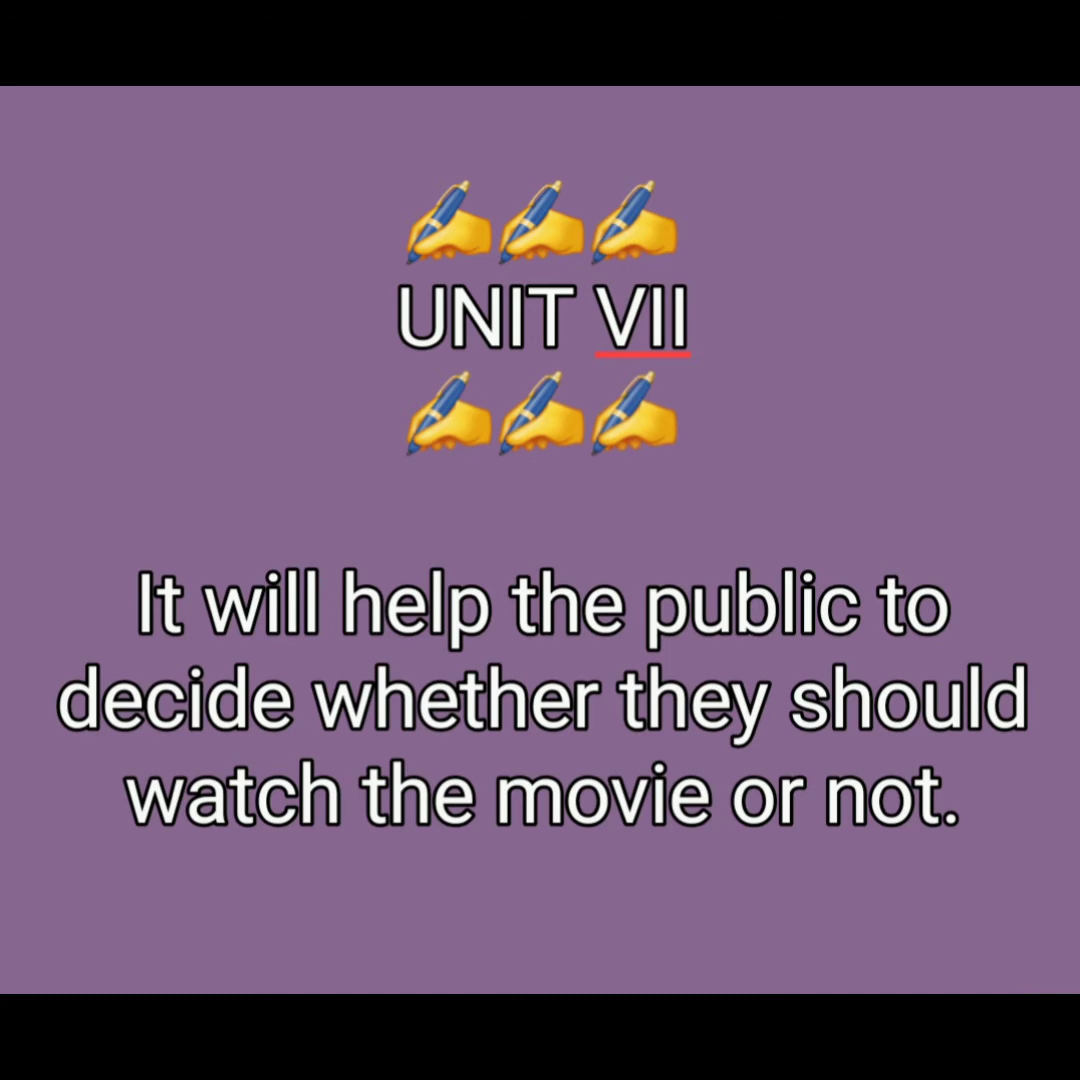 ✍✍✍
UNIT VII
✍✍✍
It will help the public to
decide whether they should
watch the movie or not.